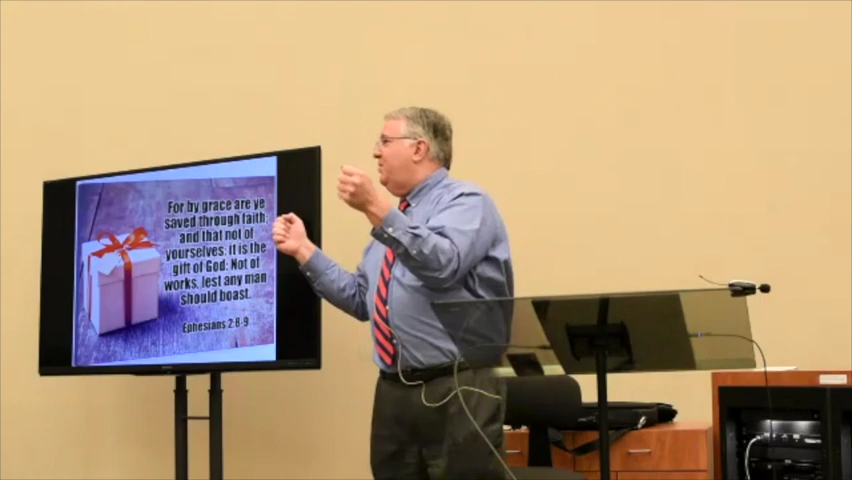 For by grace are ye
saved through faith;
and that not of
yourselves: it is the
gift of God: Not of
works, lest any man
should boast.
Ephesians 2:8-9